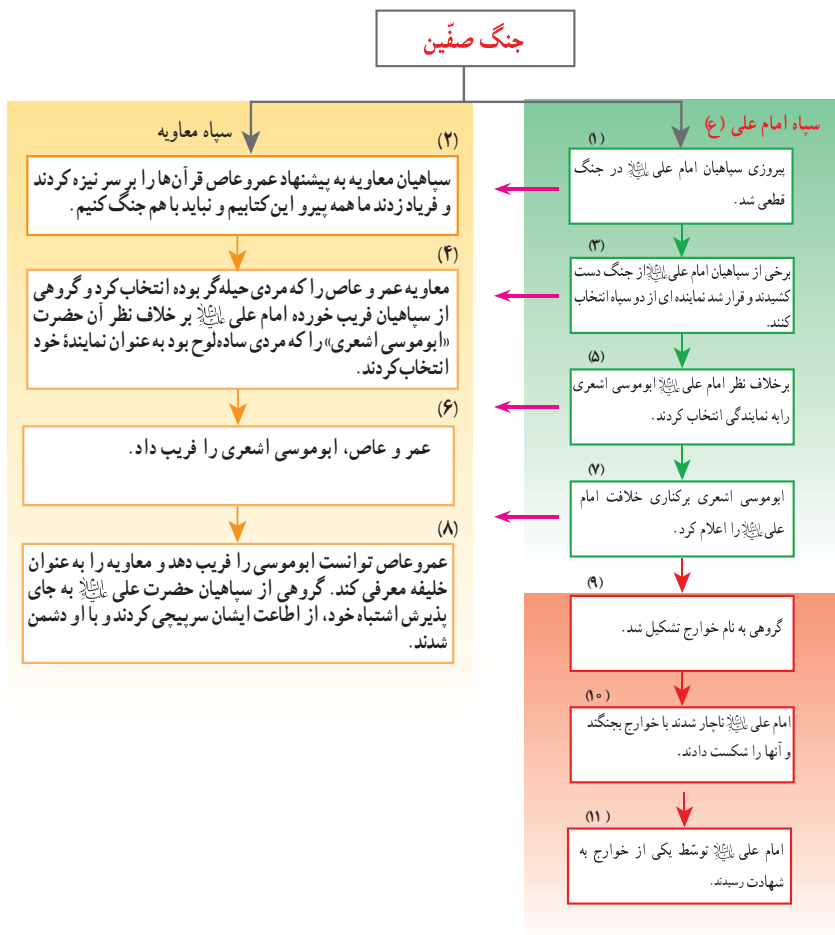 جنگ صفّین
سپاه امام علی (ع)
سپاه معاویه
(۱)
پیروزی سپاهیان امام علی علیه‌السلام در جنگ
قطعی شد.
(۲)
سپاهیان معاویه به پیشنهاد عمروعاص قرآن‌ها را بر سر نیزه کردند
و فریاد زدند ما همه پیرو این کتابیم و نباید با هم جنگ کنیم.
(۳)
برخی از سپاهیان امام علی علیه‌السلام از جنگ دست
کشیدند و قرار شد نماینده ای از دو سپاه انتخاب
کنند.
(۴)
معاویه عمر و عاص را که مردی حیله‌گر بوده انتخاب کرد و گروهی
از سپاهیان فریب خورده امام علی علیه‌السلام بر خلاف نظر آن حضرت
«ابوموسی اشعری» را که مردی ساده‌لوح بود به عنوان نمایندۀ خود
انتخاب کردند.
(۵)
برخلاف نظر امام علی علیه‌السلام ابوموسی اشعری
رابه نمایندگی انتخاب کردند.
(۶)
عمر و عاص، ابوموسی اشعری را فریب داد.
(۷)
ابوموسی اشعری برکناری خلافت امام
علی علیه‌السلام را اعلام کرد.
(۸)
عمروعاص توانست ابوموسی را فریب دهد و معاویه را به عنوان
خلیفه معرفی کند. گروهی از سپاهیان حضرت علی علیه‌السلام به جای
پذیرش اشتباه خود، از اطاعت ایشان سرپیچی کردند و با او دشمن
شدند.
(۹)
گروهی به نام خوارج تشکیل شد.
(۱۰)
امام علی علیه‌السلام ناچار شدند با خوارج بجنگند
و آنها را شکست دادند.
(۱۱)
امام علی علیه‌السلام توسّط یکی از خوارج به
شهادت رسیدند.